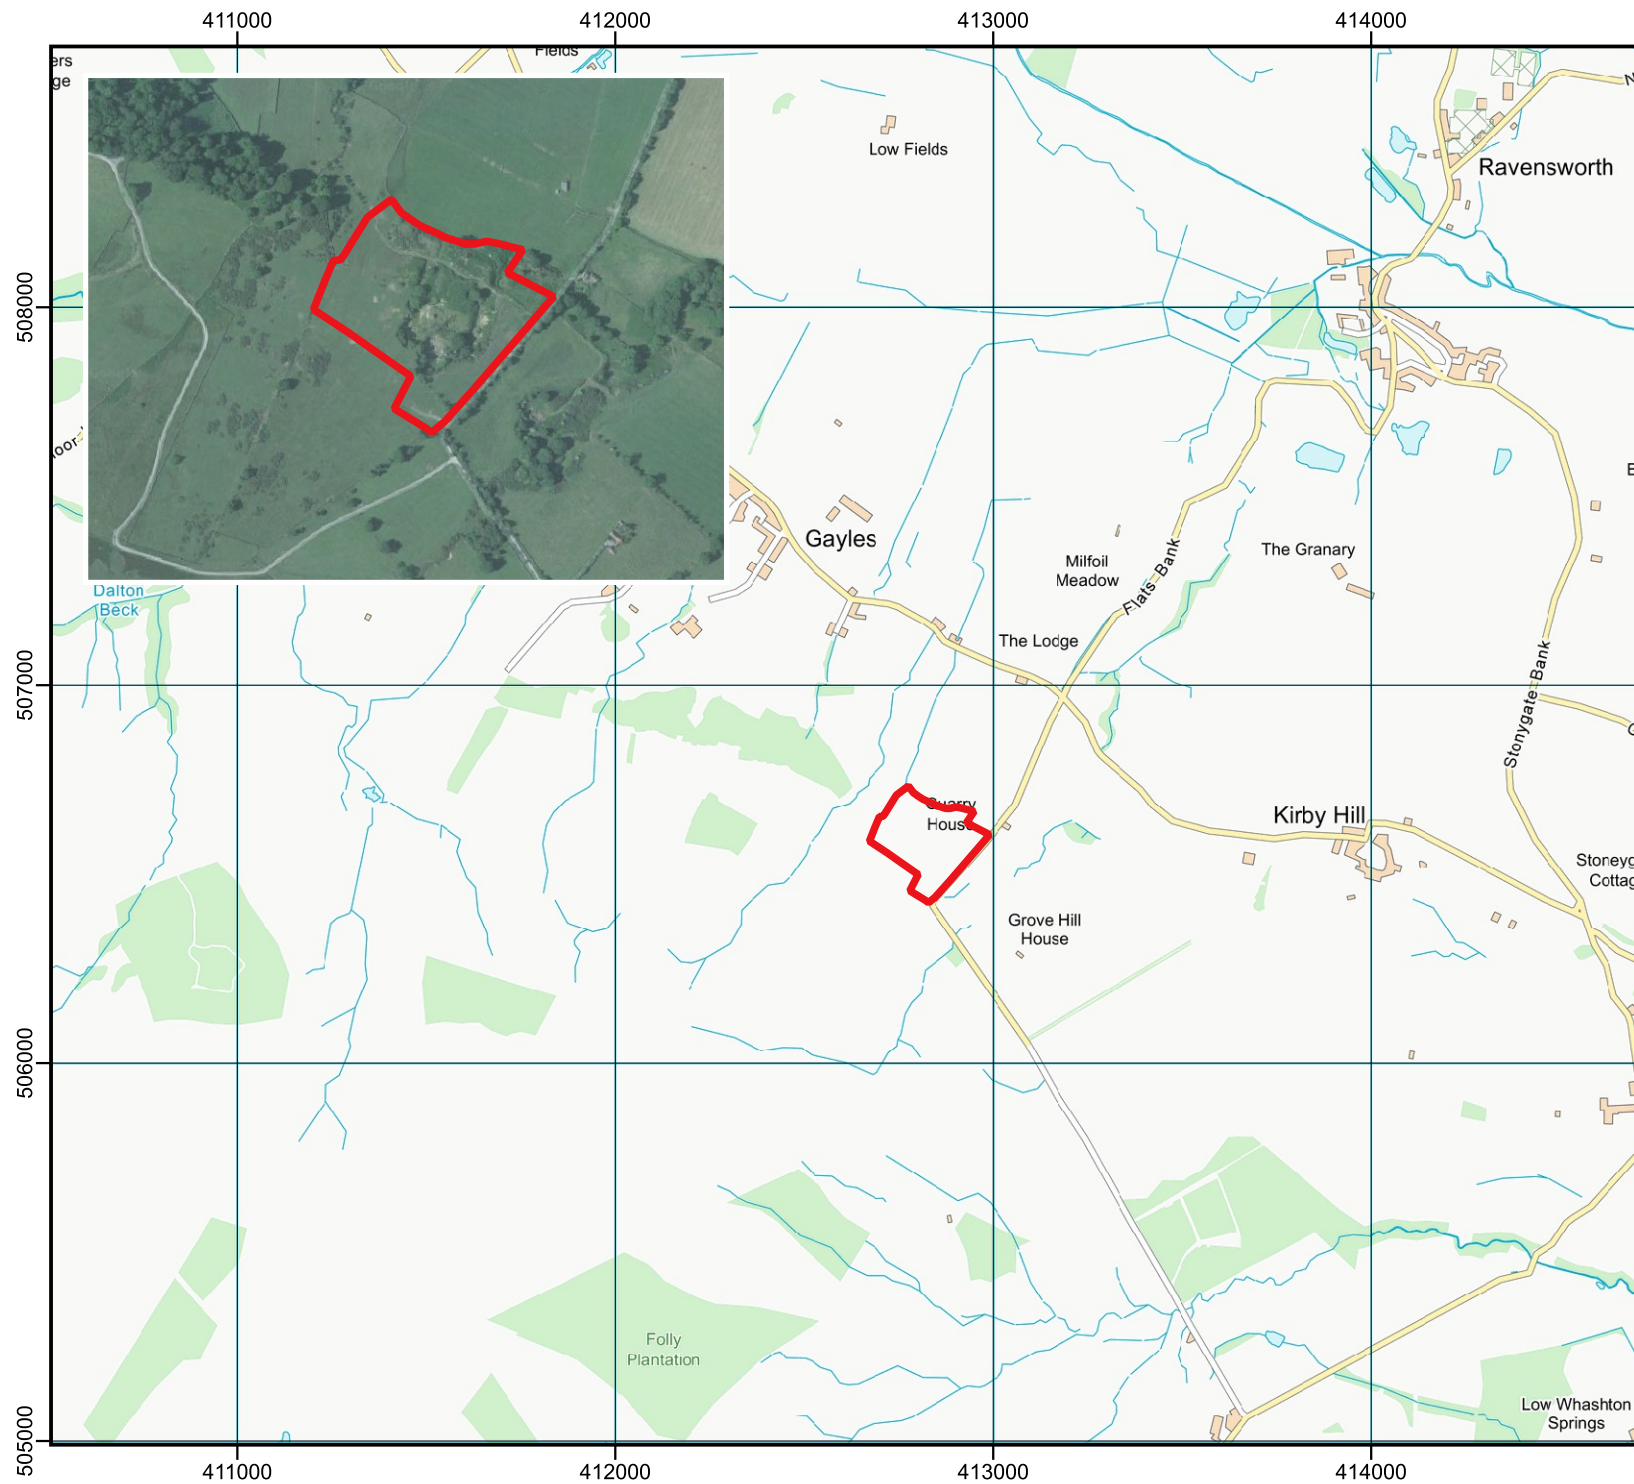 411000
412000
413000
414000
Fields
ers
ge
Low Fields
Ravensworth
N
508000
oor
Gayles
Milfoil
Meadow
Flats Bank
The Granary
E
Dalton
Beck
The Lodge
507000
Stonygate Bank
Quarry
House
Kirby Hill
Stoneyg
Cottag
Grove Hill
House
506000
Folly
Plantation
Low Whashton
Springs
505000
411000
412000
413000
414000